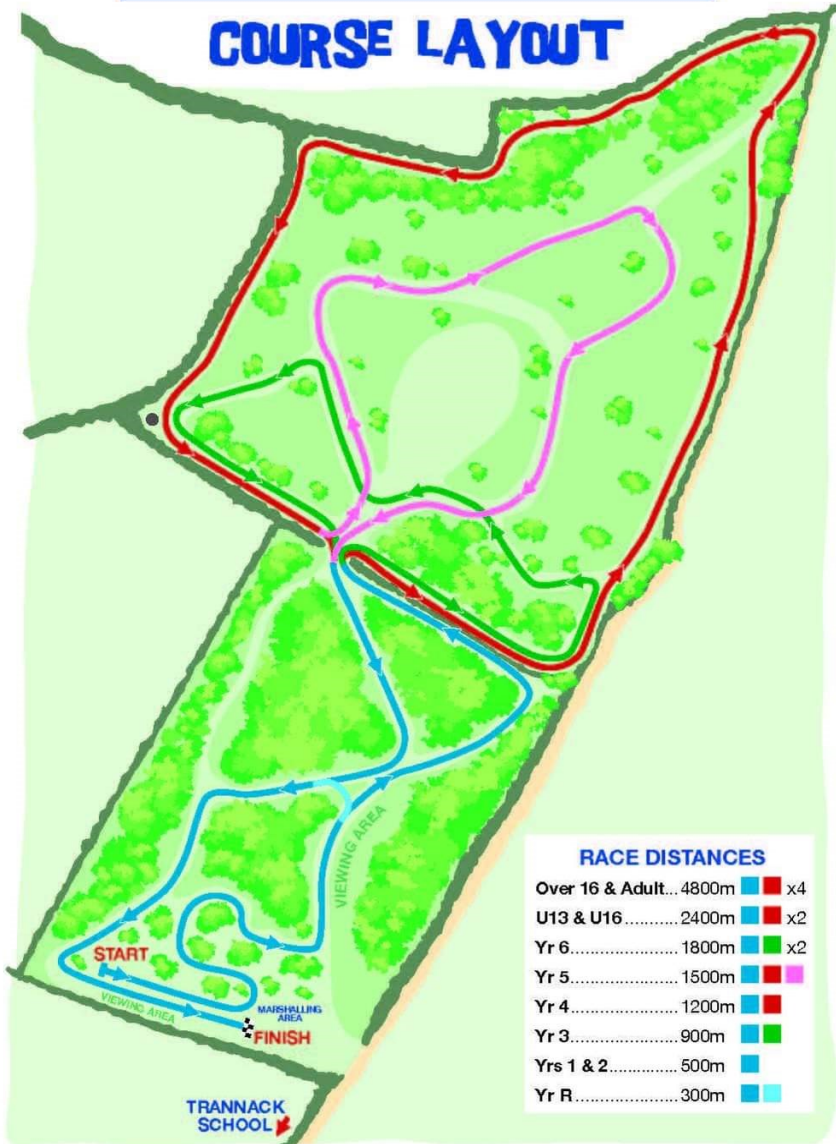 COURSE LAYOUT
VIEWING AREA
START
VIEWING AREA
MARSHALLING
AREA
FINISH
TRANNACK
SCHOOL
RACE DISTANCES
Over 16 & Adult... 4800m x4
U13 & U16........... 2400m x2
Yr 6..................... 1800m x2
Yr 5..................... 1500m
Yr 4..................... 1200m
Yr 3..................... 900m
Yrs 1 & 2.............. 500m
Yr R..................... 300m